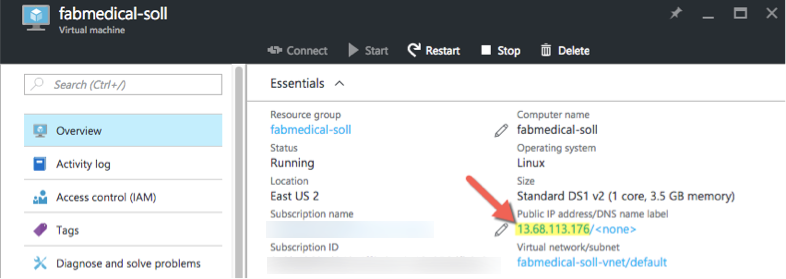 fabmedical-soll
Virtual machine
Connect
Start
Restart
Stop
Delete
Search (Ctrl+/)
Overview
Activity log
Access control (IAM)
Tags
Diagnose and solve problems
Essentials
Resource group
fabmedical-soll
Status
Running
Location
East US 2
Subscription name
Subscription ID
Computer name
fabmedical-soll
Operating system
Linux
Size
Standard DS1 v2 (1 core, 3.5 GB memory)
Public IP address/DNS name label
13.68.113.176/<none>
Virtual network/subnet
fabmedical-soll-vnet/default